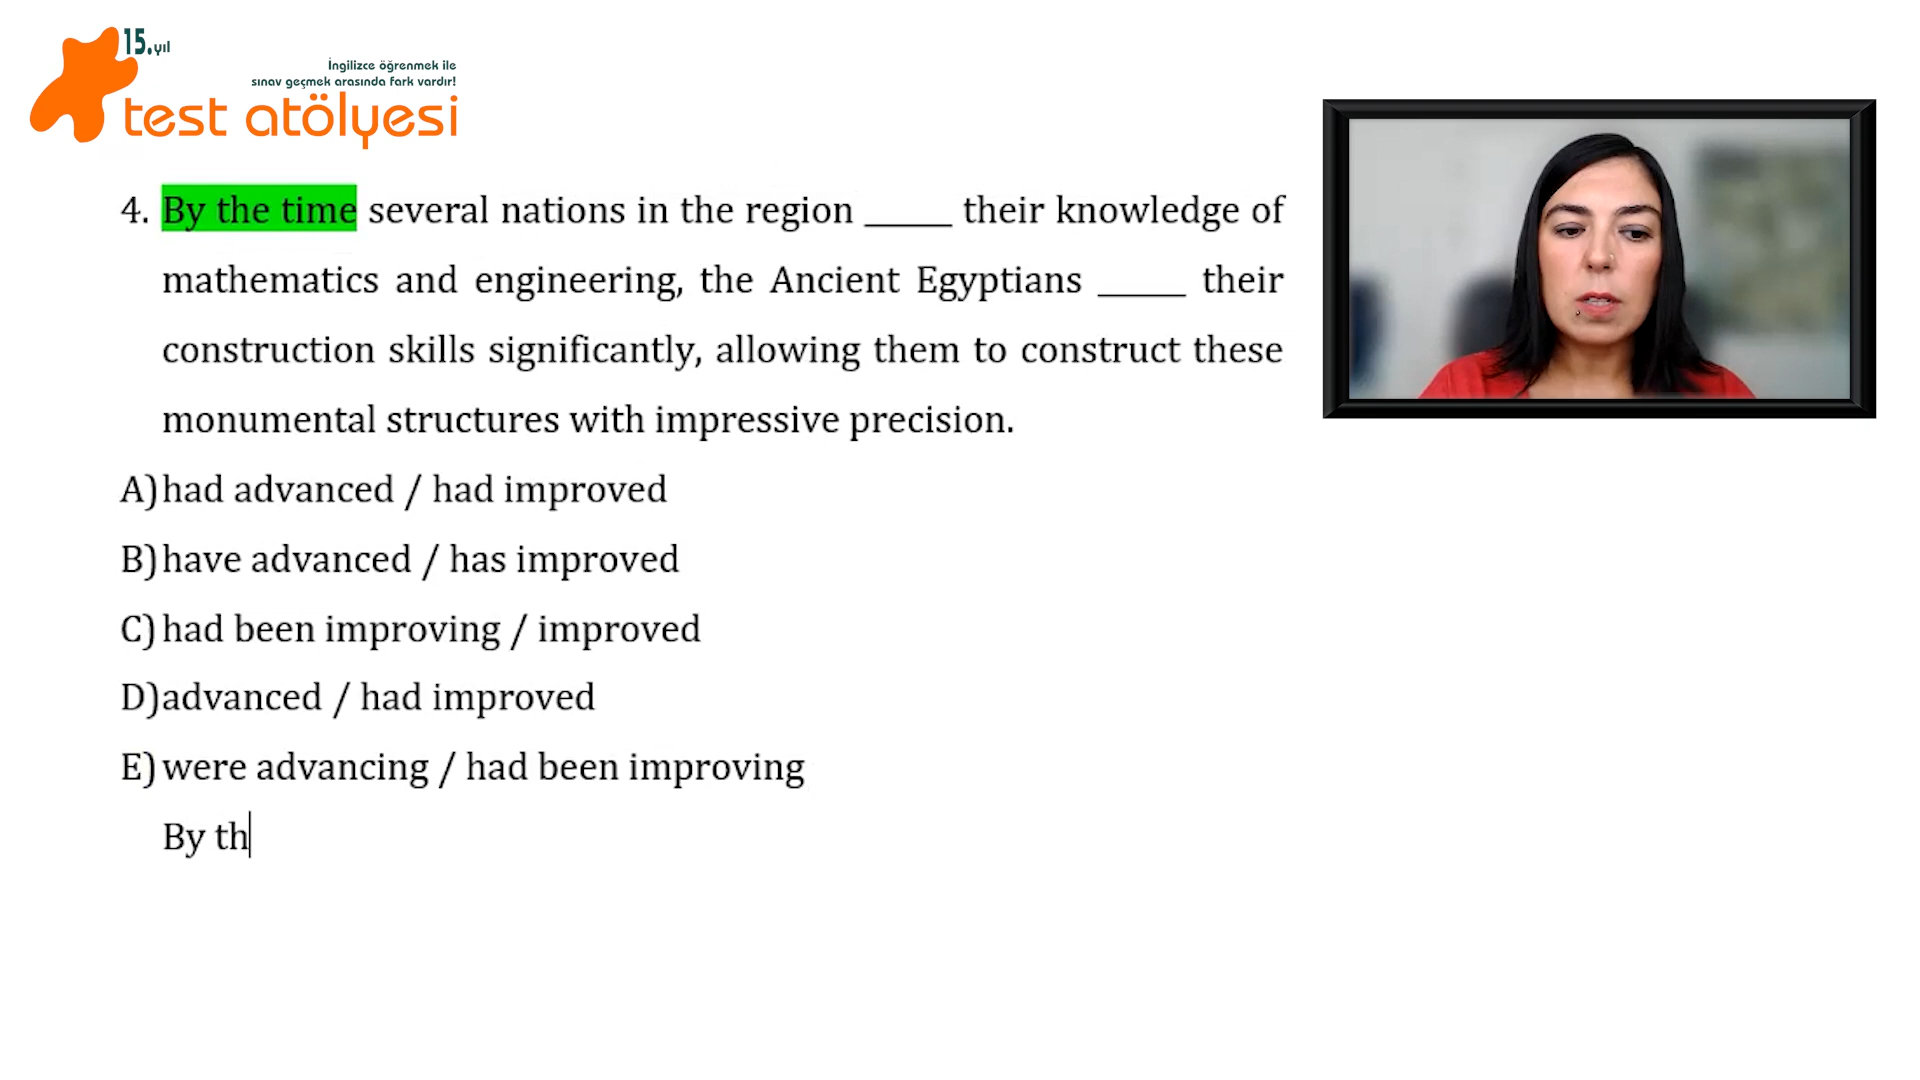 15.yıl
İngilizce öğrenmek ile
sınav geçmek arasında fark vardır!
test atölyesi
4. By the time several nations in the region _____ their knowledge of
mathematics and engineering, the Ancient Egyptians _____ their
construction skills significantly, allowing them to construct these
monumental structures with impressive precision.
A) had advanced / had improved
B) have advanced / has improved
C) had been improving / improved
D) advanced / had improved
E) were advancing / had been improving
By th